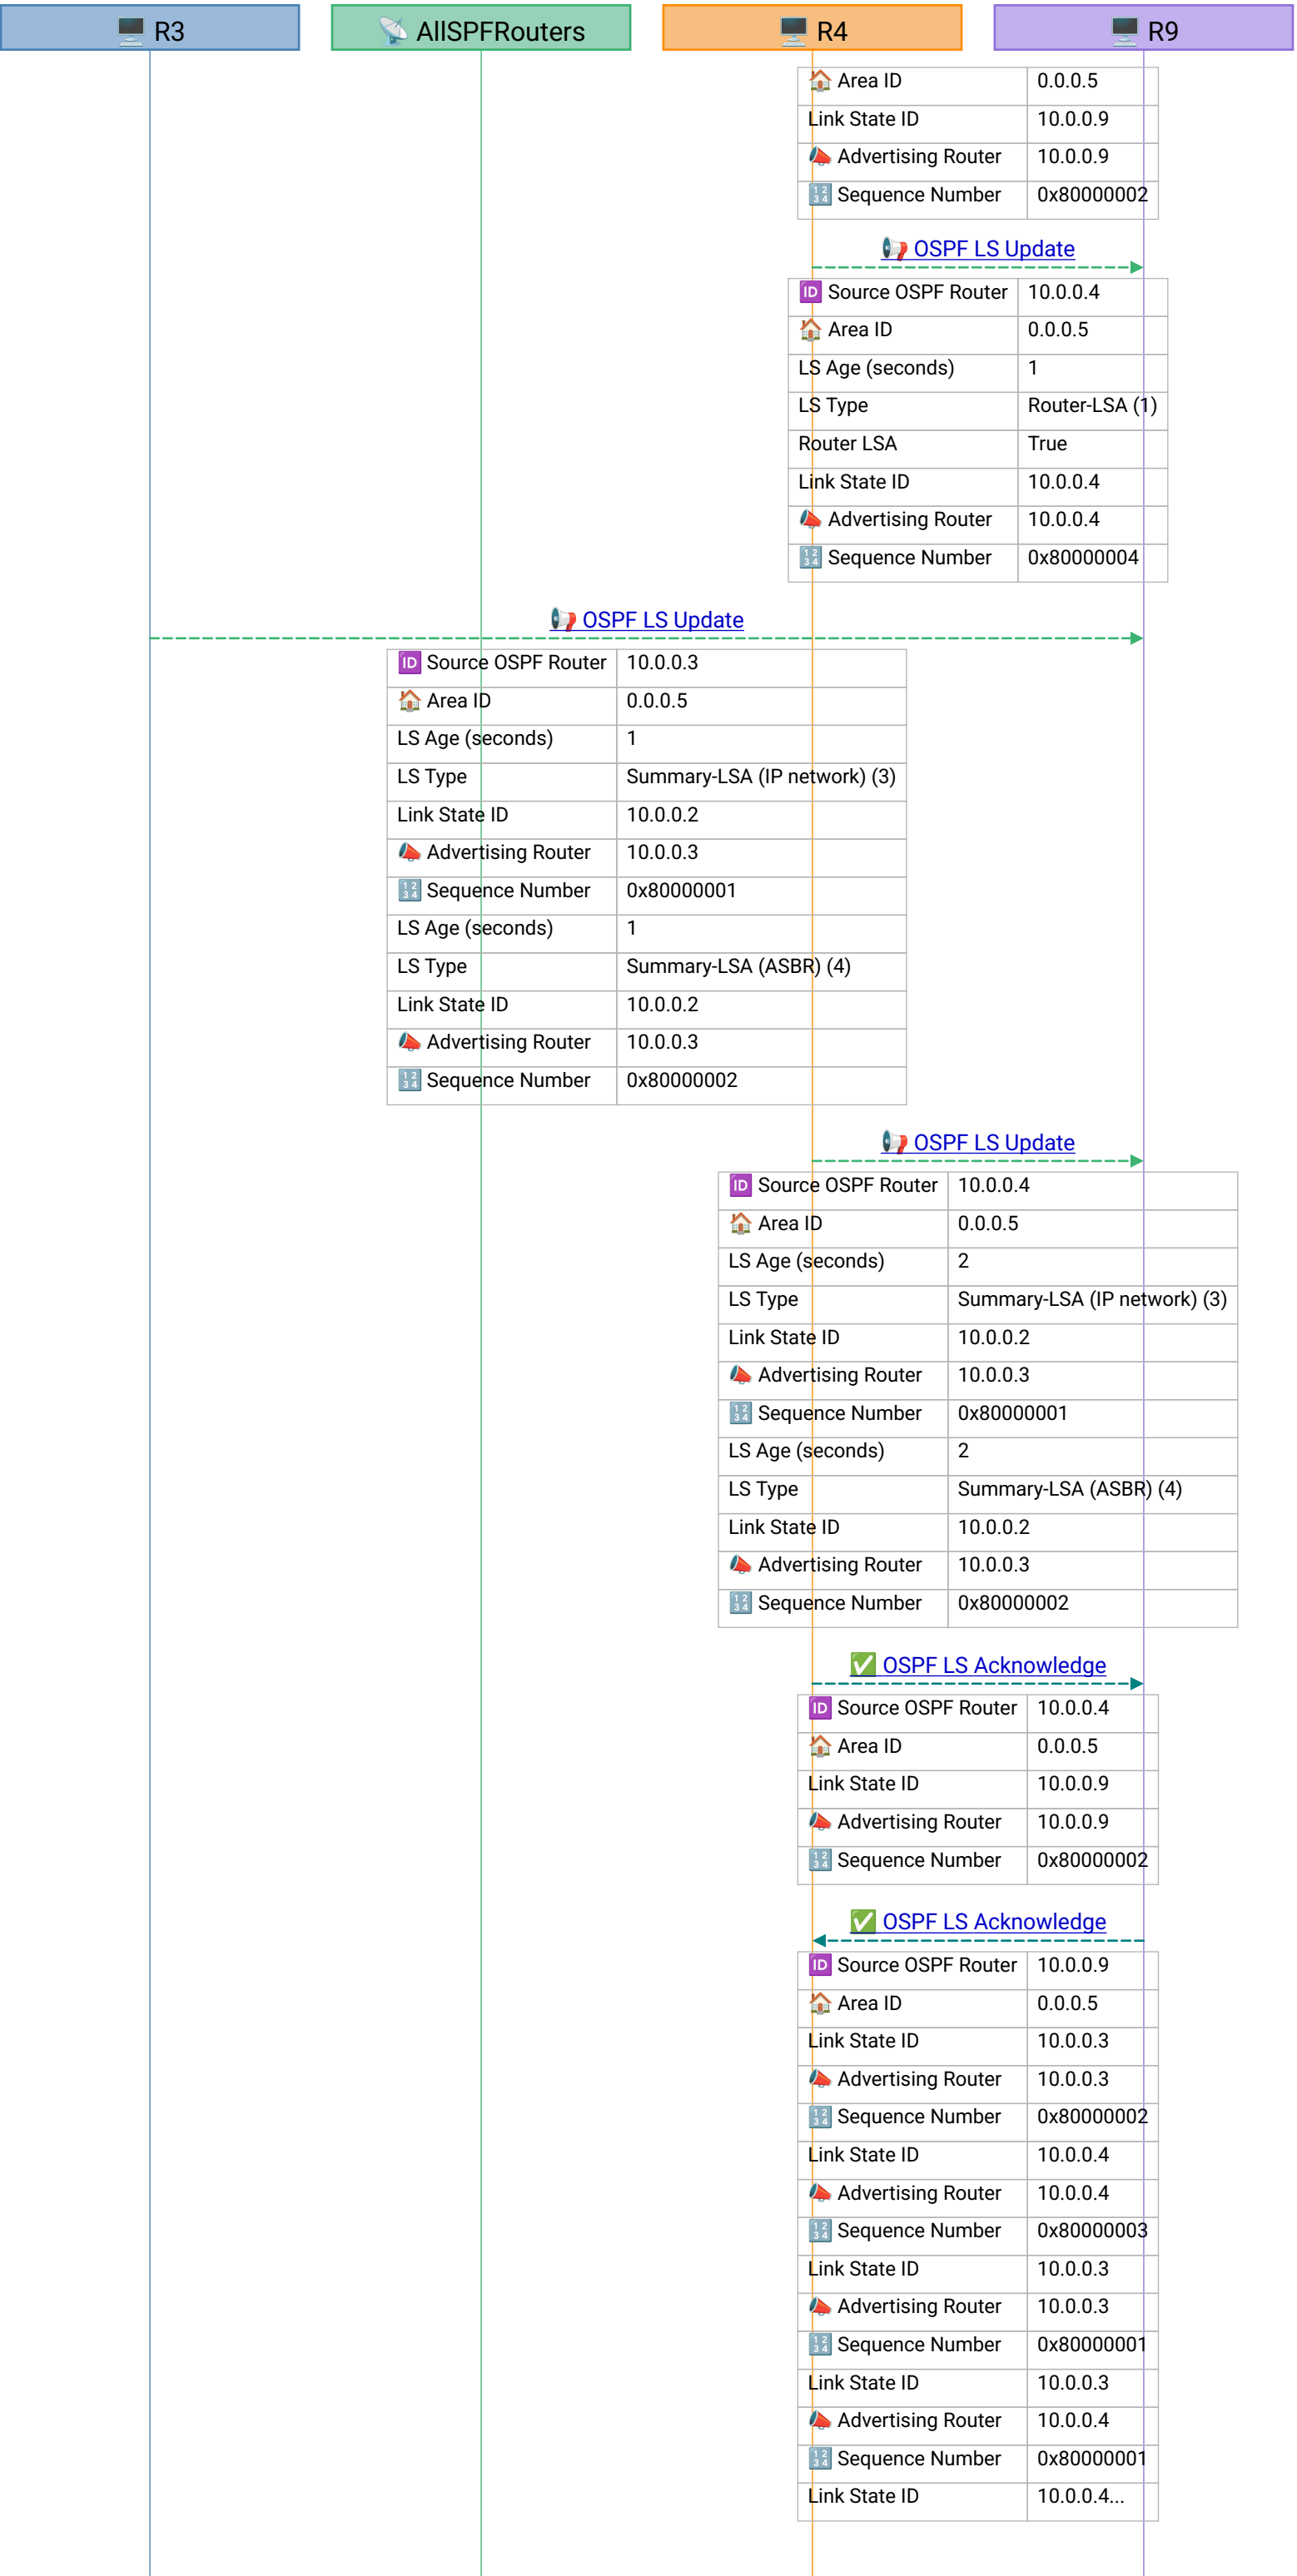 R3
AllSPFRouters
R4
R9
Area ID 0.0.0.5
Link State ID 10.0.0.9
Advertising Router 10.0.0.9
Sequence Number 0x80000002
OSPF LS Update
Source OSPF Router 10.0.0.4
Area ID 0.0.0.5
LS Age (seconds) 1
LS Type Router-LSA (1)
Router LSA True
Link State ID 10.0.0.4
Advertising Router 10.0.0.4
Sequence Number 0x80000004
OSPF LS Update
Source OSPF Router 10.0.0.3
Area ID 0.0.0.5
LS Age (seconds) 1
LS Type Summary-LSA (IP network) (3)
Link State ID 10.0.0.2
Advertising Router 10.0.0.3
Sequence Number 0x80000001
LS Age (seconds) 1
LS Type Summary-LSA (ASBR) (4)
Link State ID 10.0.0.2
Advertising Router 10.0.0.3
Sequence Number 0x80000002
OSPF LS Update
Source OSPF Router 10.0.0.4
Area ID 0.0.0.5
LS Age (seconds) 2
LS Type Summary-LSA (IP network) (3)
Link State ID 10.0.0.2
Advertising Router 10.0.0.3
Sequence Number 0x80000001
LS Age (seconds) 2
LS Type Summary-LSA (ASBR) (4)
Link State ID 10.0.0.2
Advertising Router 10.0.0.3
Sequence Number 0x80000002
OSPF LS Acknowledge
Source OSPF Router 10.0.0.4
Area ID 0.0.0.5
Link State ID 10.0.0.9
Advertising Router 10.0.0.9
Sequence Number 0x80000002
OSPF LS Acknowledge
Source OSPF Router 10.0.0.9
Area ID 0.0.0.5
Link State ID 10.0.0.3
Advertising Router 10.0.0.3
Sequence Number 0x80000002
Link State ID 10.0.0.4
Advertising Router 10.0.0.4
Sequence Number 0x80000003
Link State ID 10.0.0.3
Advertising Router 10.0.0.3
Sequence Number 0x80000001
Link State ID 10.0.0.3
Advertising Router 10.0.0.4
Sequence Number 0x80000001
Link State ID 10.0.0.4...